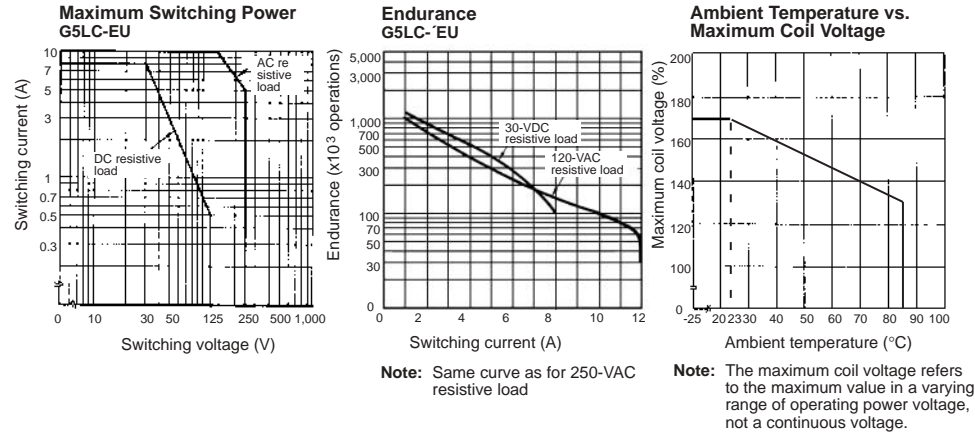 Maximum Switching Power
G5LC-EU
Switching current (A)
10
7
5
3
1
0.7
0.5
0.3
AC re
sistive
load
DC resistive
load
0 10 30 50 125 250 500 1,000
Switching voltage (V)
Endurance
G5LC-´EU
Endurance (x103 operations)
5,000
3,000
1,000
700
500
300
100
70
50
30
0
30-VDC
resistive load
120-VAC
resistive load
0 2 4 6 8 10 12
Switching current (A)
Note: Same curve as for 250-VAC
resistive load
Ambient Temperature vs.
Maximum Coil Voltage
Maximum coil voltage (%)
200
180
160
140
120
100
0
-25 20 23 30 40 50 60 70 80 90 100
Ambient temperature (°C)
Note: The maximum coil voltage refers
to the maximum value in a varying
range of operating power voltage,
not a continuous voltage.